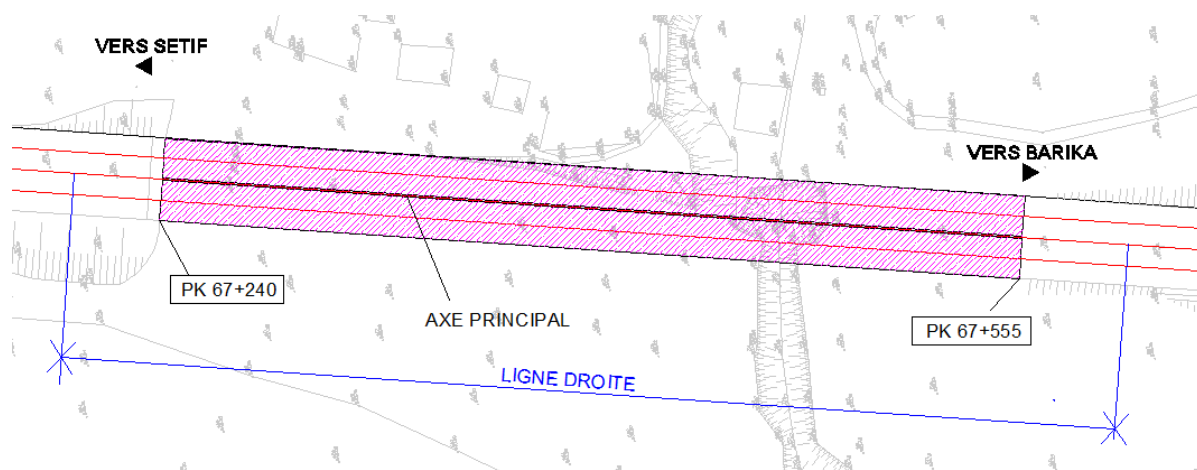 VERS SETIF
VERS BARIKA
PK 67+240
AXE PRINCIPAL
PK 67+555
LIGNE DROITE